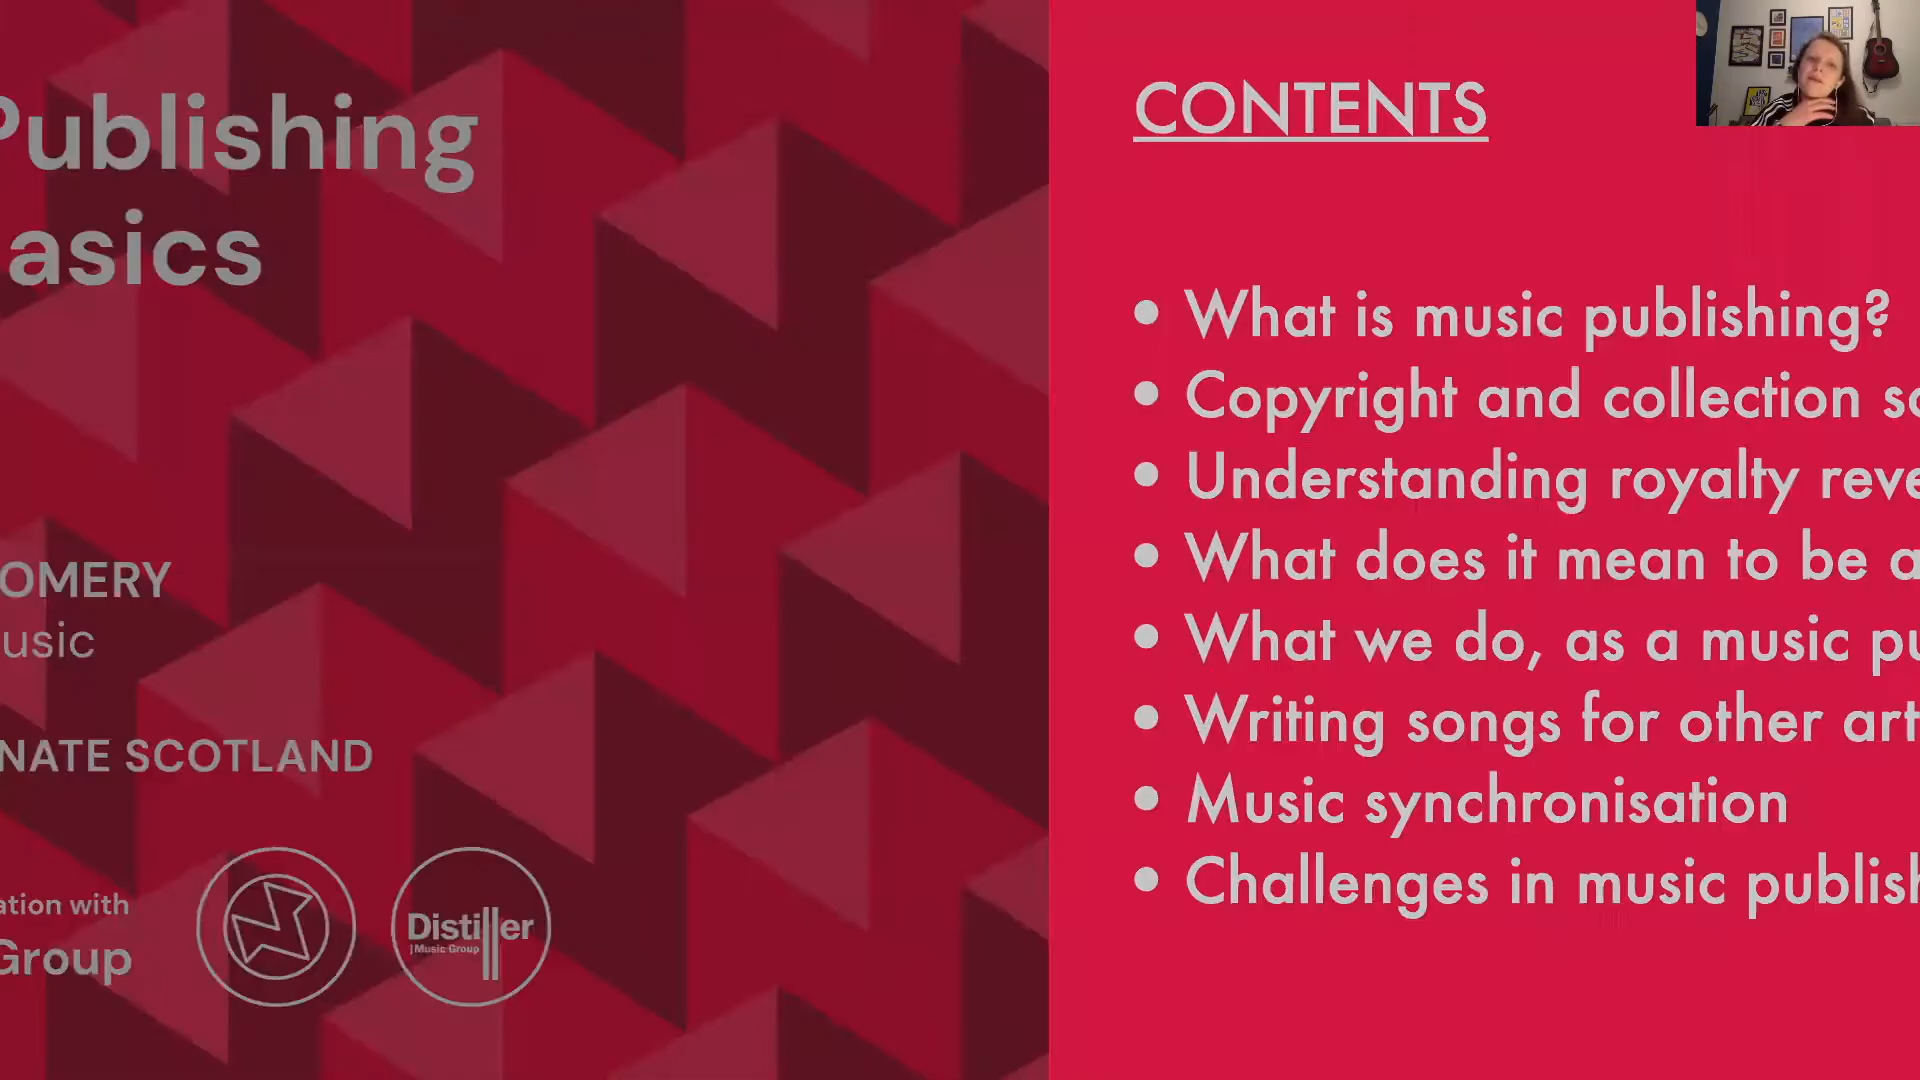 Publishing
asics
OMERY
usic
NATE SCOTLAND
ation with
Group
Distiller
Music Group
CONTENTS
• What is music publishing?
• Copyright and collection so
• Understanding royalty reve
• What does it mean to be a
• What we do, as a music pu
• Writing songs for other art
• Music synchronisation
• Challenges in music publish